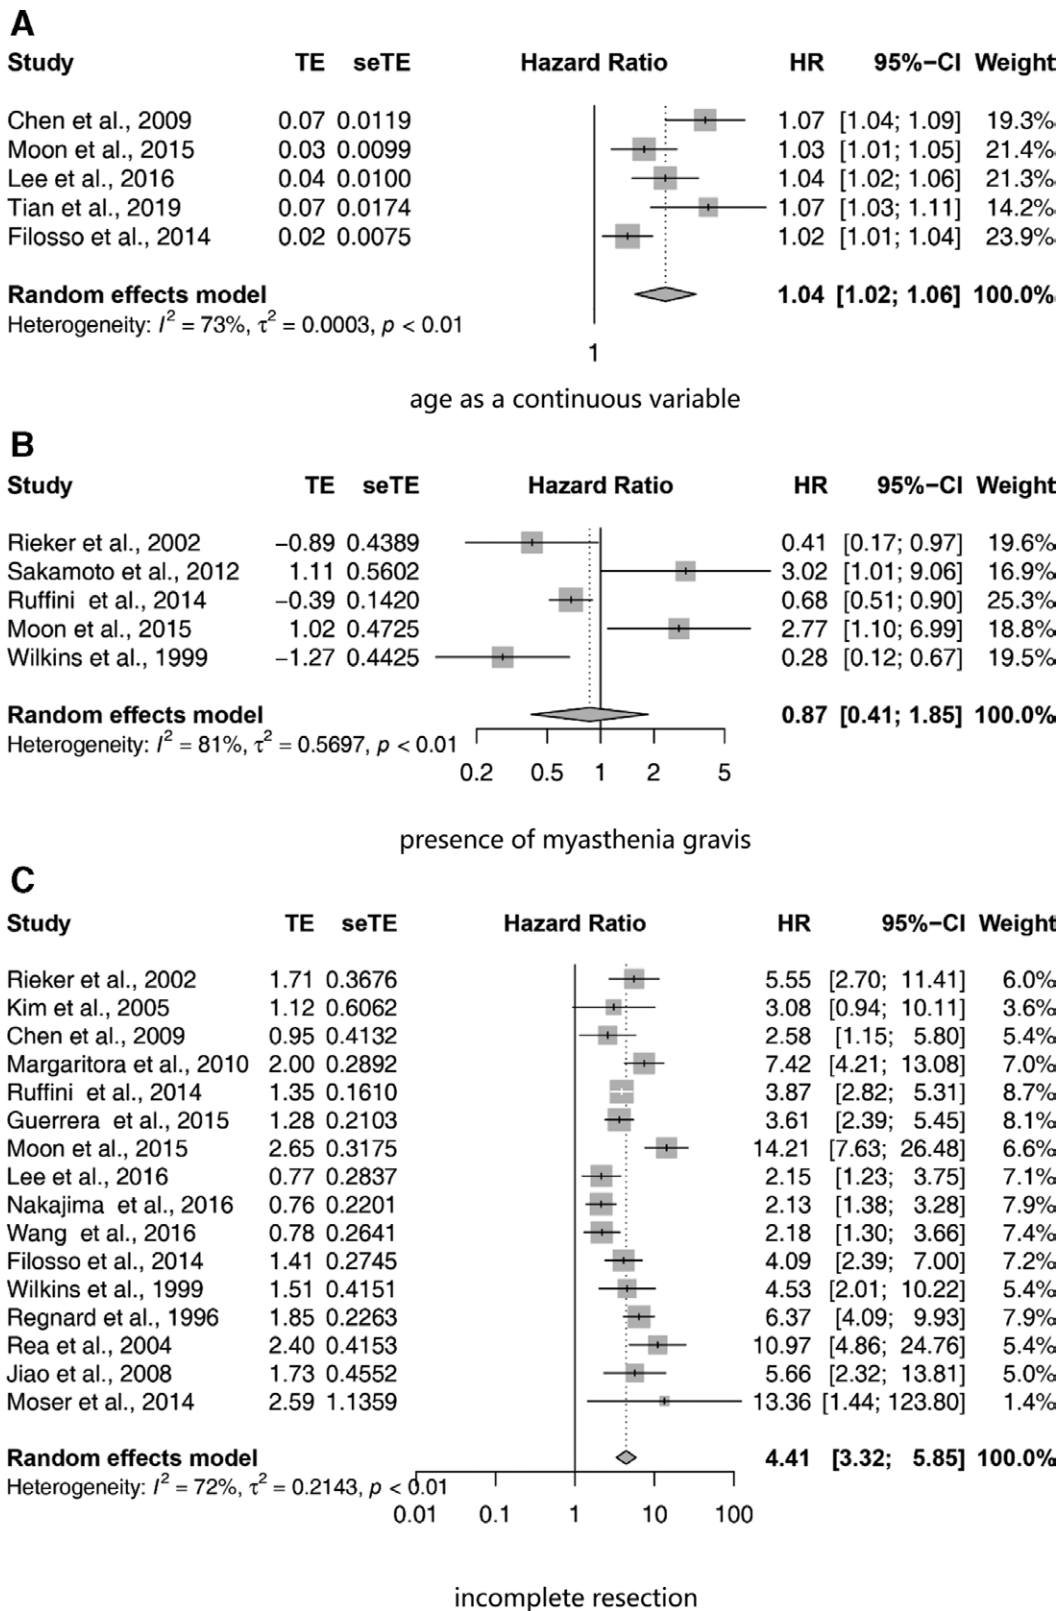 A
Study TE seTE Hazard Ratio HR 95%−CI Weight
Chen et al., 2009 0.07 0.0119 1.07 [1.04; 1.09] 19.3%
Moon et al., 2015 0.03 0.0099 1.03 [1.01; 1.05] 21.4%
Lee et al., 2016 0.04 0.0100 1.04 [1.02; 1.06] 21.3%
Tian et al., 2019 0.07 0.0174 1.07 [1.03; 1.11] 14.2%
Filosso et al., 2014 0.02 0.0075 1.02 [1.01; 1.04] 23.9%
Random effects model 1.04 [1.02; 1.06] 100.0%
Heterogeneity: I² = 73%, τ² = 0.0003, p < 0.01
1
age as a continuous variable
B
Study TE seTE Hazard Ratio HR 95%−CI Weight
Rieker et al., 2002 −0.89 0.4389 0.41 [0.17; 0.97] 19.6%
Sakamoto et al., 2012 1.11 0.5602 3.02 [1.01; 9.06] 16.9%
Ruffini et al., 2014 −0.39 0.1420 0.68 [0.51; 0.90] 25.3%
Moon et al., 2015 1.02 0.4725 2.77 [1.10; 6.99] 18.8%
Wilkins et al., 1999 −1.27 0.4425 0.28 [0.12; 0.67] 19.5%
Random effects model 0.87 [0.41; 1.85] 100.0%
Heterogeneity: I² = 81%, τ² = 0.5697, p < 0.01
0.2 0.5 1 2 5
presence of myasthenia gravis
C
Study TE seTE Hazard Ratio HR 95%−CI Weight
Rieker et al., 2002 1.71 0.3676 5.55 [2.70; 11.41] 6.0%
Kim et al., 2005 1.12 0.6062 3.08 [0.94; 10.11] 3.6%
Chen et al., 2009 0.95 0.4132 2.58 [1.15; 5.80] 5.4%
Margaritora et al., 2010 2.00 0.2892 7.42 [4.21; 13.08] 7.0%
Ruffini et al., 2014 1.35 0.1610 3.87 [2.82; 5.31] 8.7%
Guerrera et al., 2015 1.28 0.2103 3.61 [2.39; 5.45] 8.1%
Moon et al., 2015 2.65 0.3175 14.21 [7.63; 26.48] 6.6%
Lee et al., 2016 0.77 0.2837 2.15 [1.23; 3.75] 7.1%
Nakajima et al., 2016 0.76 0.2201 2.13 [1.38; 3.28] 7.9%
Wang et al., 2016 0.78 0.2641 2.18 [1.30; 3.66] 7.4%
Filosso et al., 2014 1.41 0.2745 4.09 [2.39; 7.00] 7.2%
Wilkins et al., 1999 1.51 0.4151 4.53 [2.01; 10.22] 5.4%
Regnard et al., 1996 1.85 0.2263 6.37 [4.09; 9.93] 7.9%
Rea et al., 2004 2.40 0.4153 10.97 [4.86; 24.76] 5.4%
Jiao et al., 2008 1.73 0.4552 5.66 [2.32; 13.81] 5.0%
Moser et al., 2014 2.59 1.1359 13.36 [1.44; 123.80] 1.4%
Random effects model 4.41 [3.32; 5.85] 100.0%
Heterogeneity: I² = 72%, τ² = 0.2143, p < 0.01
0.01 0.1 1 10 100
incomplete resection